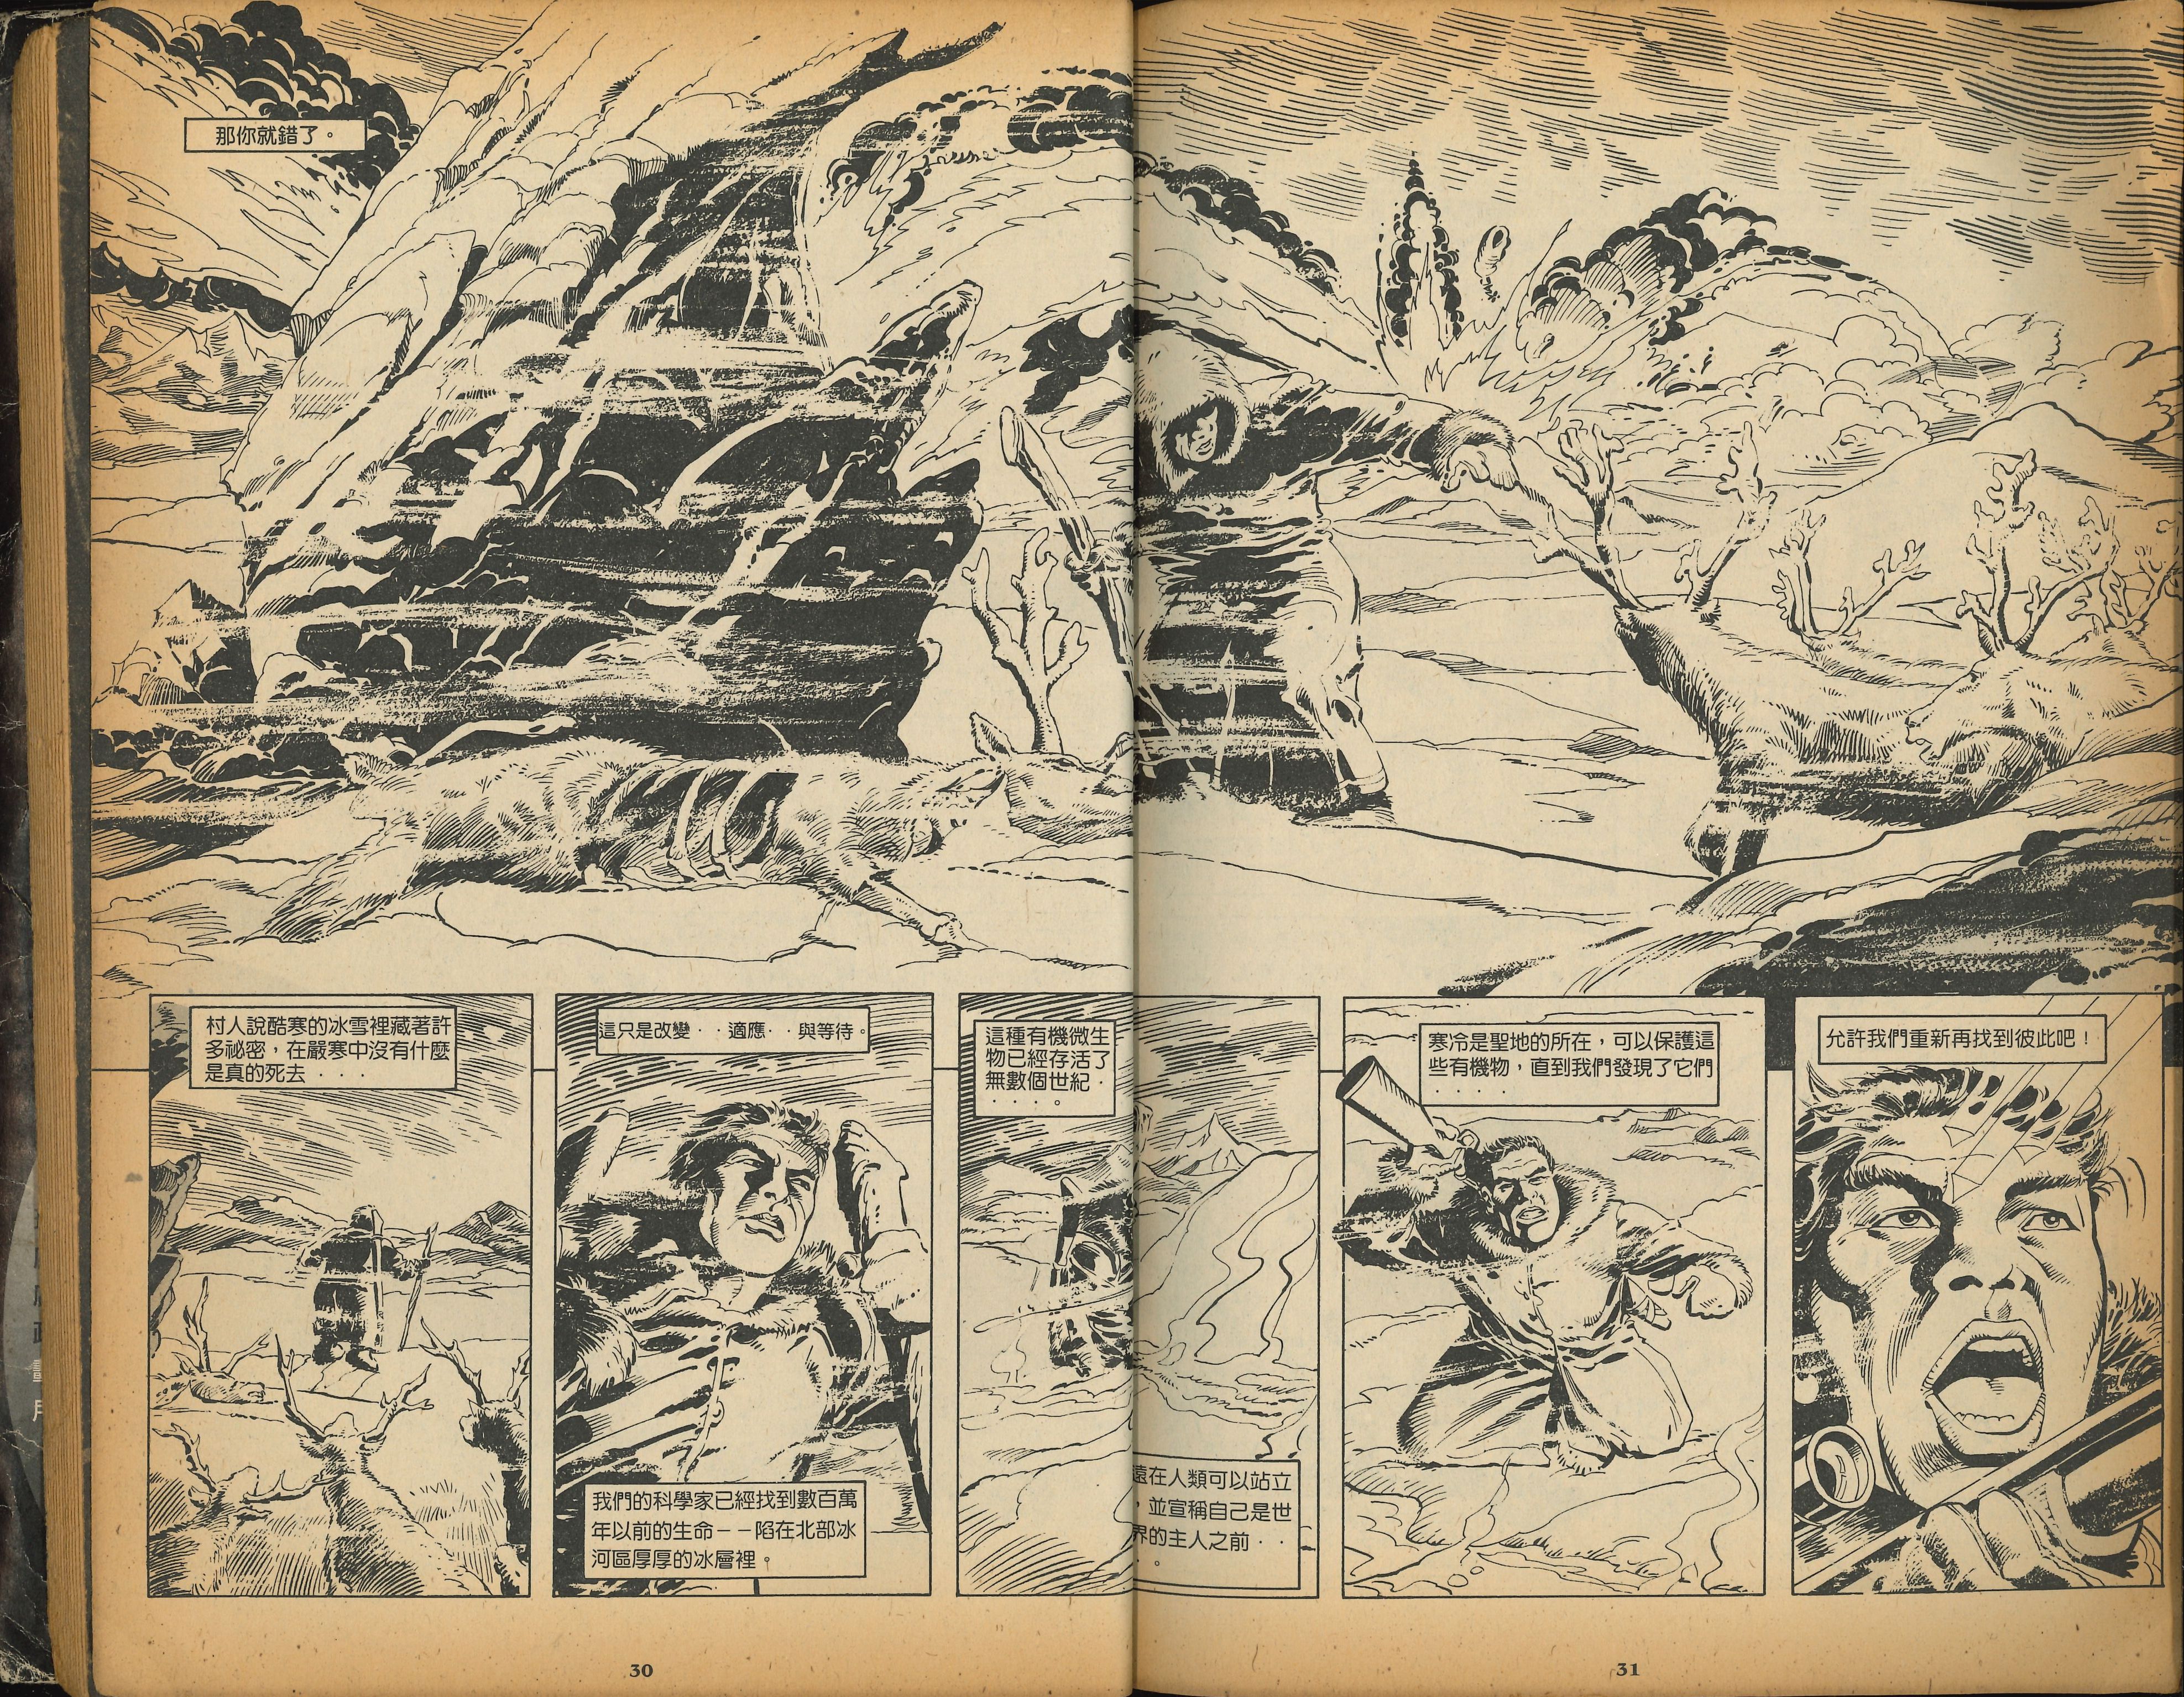 那你就錯了。
村人說酷寒的冰雪裡藏著許
多祕密，在嚴寒中沒有什麼
是真的死去．．．
這只是改變．．適應．．與等待。
我們的科學家已經找到數百萬
年以前的生命－－陷在北部冰
河區厚厚的冰層裡。
這種有機微生
物已經存活了
無數個世紀．
．．．。
遠在人類可以站立
，並宣稱自己是世
界的主人之前．．
．。
寒冷是聖地的所在，可以保護這
些有機物，直到我們發現了它們
．．．．
允許我們重新再找到彼此吧！
30
31